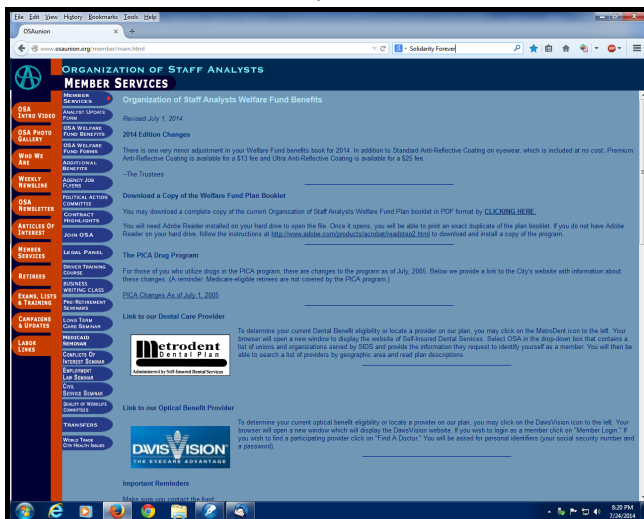 File Edit View History Bookmarks Tools Help
OSAunion
www.osaunion.org/member/main.html
Solidarity Forever
ORGANIZATION OF STAFF ANALYSTS
MEMBER SERVICES
OSA INTRO VIDEO
OSA PHOTO GALLERY
WHO WE ARE
WEEKLY NEWSLINE
OSA NEWSLETTER
ARTICLES OF INTEREST
MEMBER SERVICES
RETIREES
EXAMS, LISTS & TRAINING
CAMPAIGNS & UPDATES
LABOR LINKS
MEMBER SERVICES
ANALYST UPDATE FORM
OSA WELFARE FUND BENEFITS
OSA WELFARE FUND FORMS
ADDITIONAL BENEFITS
AGENCY JOB FLYERS
POLITICAL ACTION COMMITTEE
CONTRACT HIGHLIGHTS
JOIN OSA
LEGAL PANEL
DRIVER TRAINING COURSE
BUSINESS WRITING CLASS
PRE-RETIREMENT SEMINARS
LONG TERM CARE SEMINAR
MEDICAID SEMINAR
CONFLICTS OF INTEREST SEMINAR
EMPLOYMENT LAW SEMINAR
CIVIL SERVICE SEMINAR
QUALITY OF WORKLIFE COMMITTEES
TRANSFERS
WORLD TRADE CTR HEALTH ISSUES
Organization of Staff Analysts Welfare Fund Benefits
Revised July 1, 2014
2014 Edition Changes
There is one very minor adjustment in your Welfare Fund benefits book for 2014. In addition to Standard Anti-Reflective Coating on eyewear, which is included at no cost, Premium
Anti-Reflective Coating is available for a $13 fee and Ultra Anti-Reflective Coating is available for a $25 fee.
--The Trustees
Download a Copy of the Welfare Fund Plan Booklet
You may download a complete copy of the current Organization of Staff Analysts Welfare Fund Plan booklet in PDF format by CLICKING HERE.
You will need Adobe Reader installed on your hard drive to open the file. Once it opens, you will be able to print an exact duplicate of the plan booklet. If you do not have Adobe
Reader on your hard drive, follow the instructions at http://www.adobe.com/products/acrobat/readstep2.html to download and install a copy of the program.
The PICA Drug Program
For those of you who utilize drugs in the PICA program, there are changes to the program as of July, 2005. Below we provide a link to the City's website with information about
these changes. (A reminder: Medicare-eligible retirees are not covered by the PICA program.)
PICA Changes As of July 1, 2005
Link to our Dental Care Provider
Metrodent
Dental Plan
Administered by Self-Insured Dental Services
To determine your current Dental Benefit eligibility or locate a provider on our plan, you may click on the MetroDent icon to the left. Your
browser will open a new window to display the website of Self-Insured Dental Services. Select OSA in the drop-down box that contains a
list of unions and organizations served by SIDS and provide the information they request to identify yourself as a member. You will then be
able to search a list of providers by geographic area and read plan descriptions.
Link to our Optical Benefit Provider
DAVIS VISION
THE EYECARE ADVANTAGE
To determine your current optical benefit eligibility or locate a provider on our plan, you may click on the DavisVision icon to the left. Your
browser will open a new window which will display the DavisVision website. If you wish to login as a member click on "Member Login." If
you wish to find a participating provider click on "Find A Doctor." You will be asked for personal identifiers (your social security number and
a password).
Important Reminders
Make sure you contact the fund
8:20 PM
7/24/2014